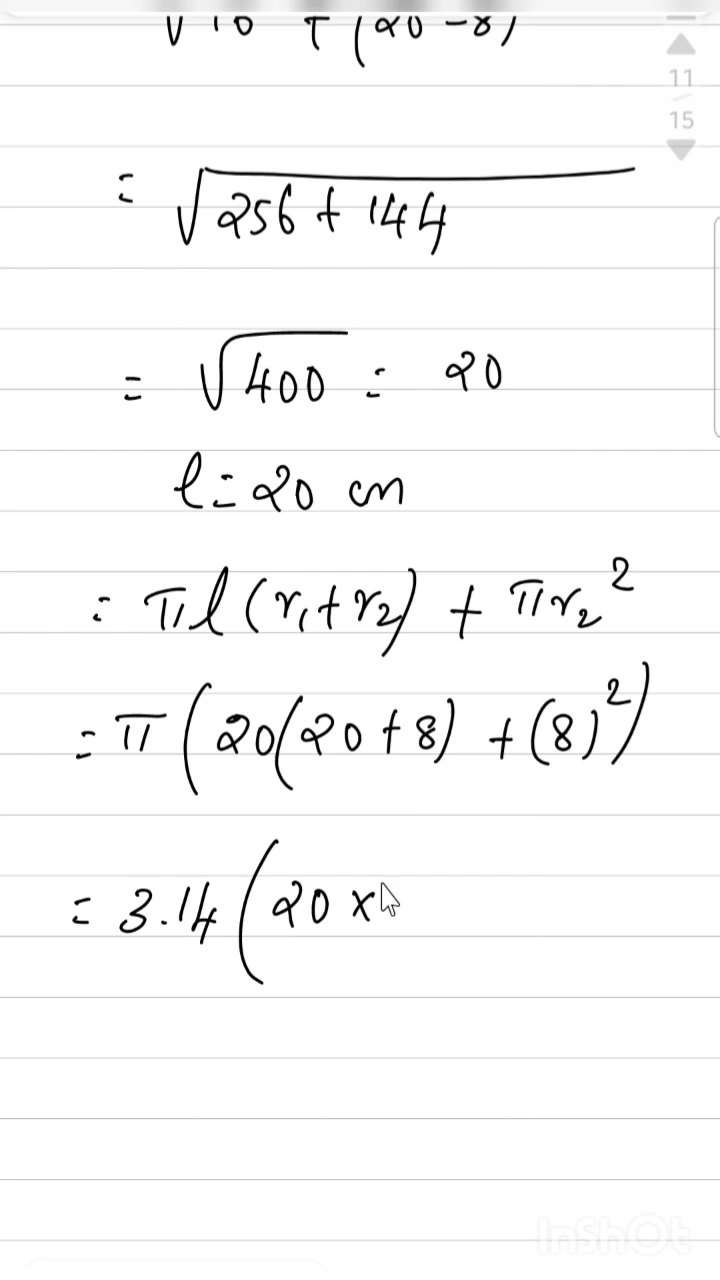 11
15
= √256 + 144
= √400 = 20
l = 20 cm
= πl(r₁+r₂) + πr₂²
= π(20(20+8) + (8)²)
= 3.14(20 ×
InShOt